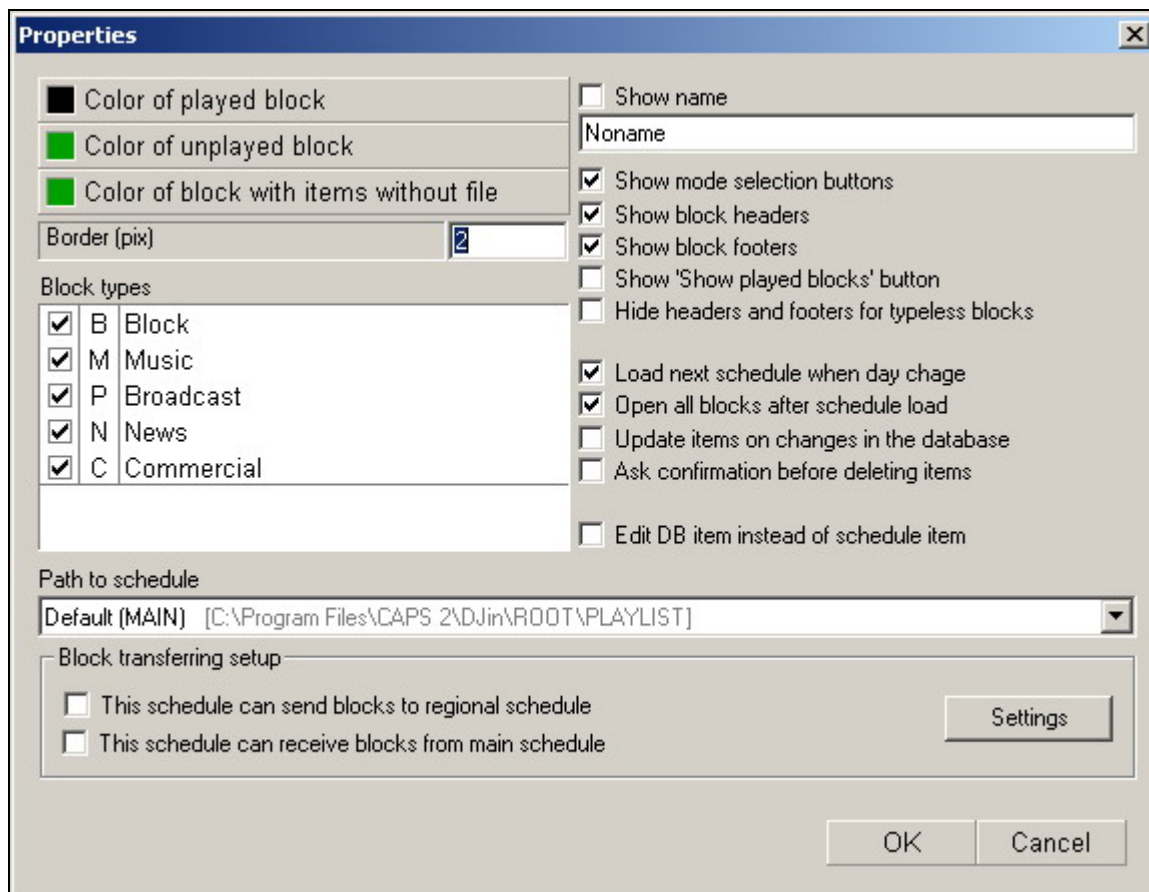 Properties
Color of played block
Color of unplayed block
Color of block with items without file
Border (pix) 2
Block types
B Block
M Music
P Broadcast
N News
C Commercial
Show name
Noname
Show mode selection buttons
Show block headers
Show block footers
Show 'Show played blocks' button
Hide headers and footers for typeless blocks
Load next schedule when day chage
Open all blocks after schedule load
Update items on changes in the database
Ask confirmation before deleting items
Edit DB item instead of schedule item
Path to schedule
Default (MAIN) [C:\Program Files\CAPS 2\DJin\ROOT\PLAYLIST]
Block transferring setup
This schedule can send blocks to regional schedule
This schedule can receive blocks from main schedule
Settings
OK Cancel